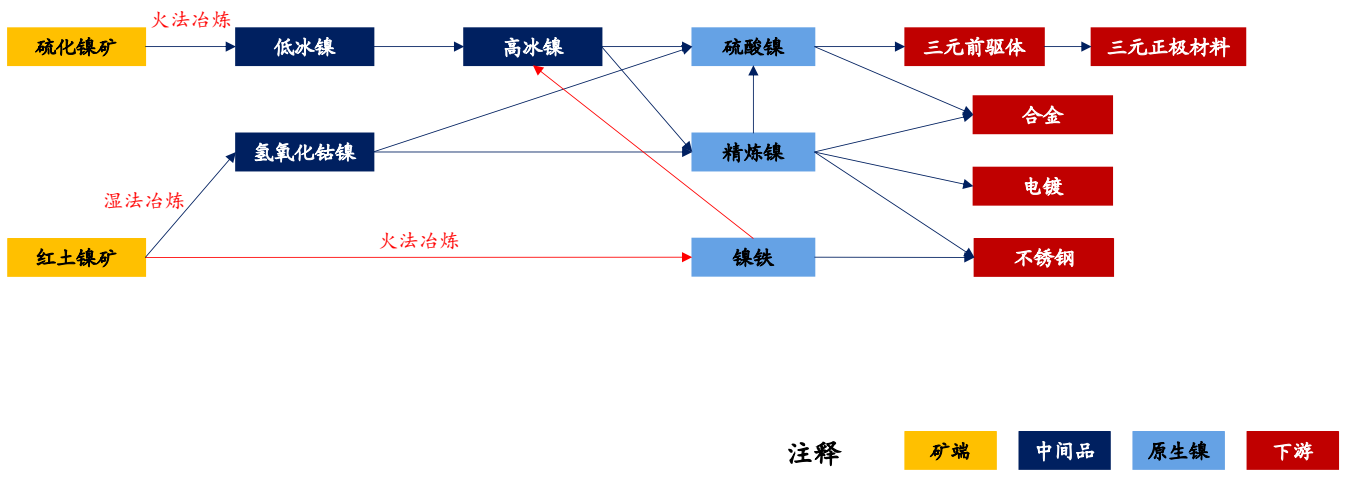 火法冶炼
硫化镍矿
低冰镍
高冰镍
硫酸镍
三元前驱体
三元正极材料
合金
氢氧化钴镍
精炼镍
电镀
湿法冶炼
火法冶炼
红土镍矿
镍铁
不锈钢
注释
矿端
中间品
原生镍
下游